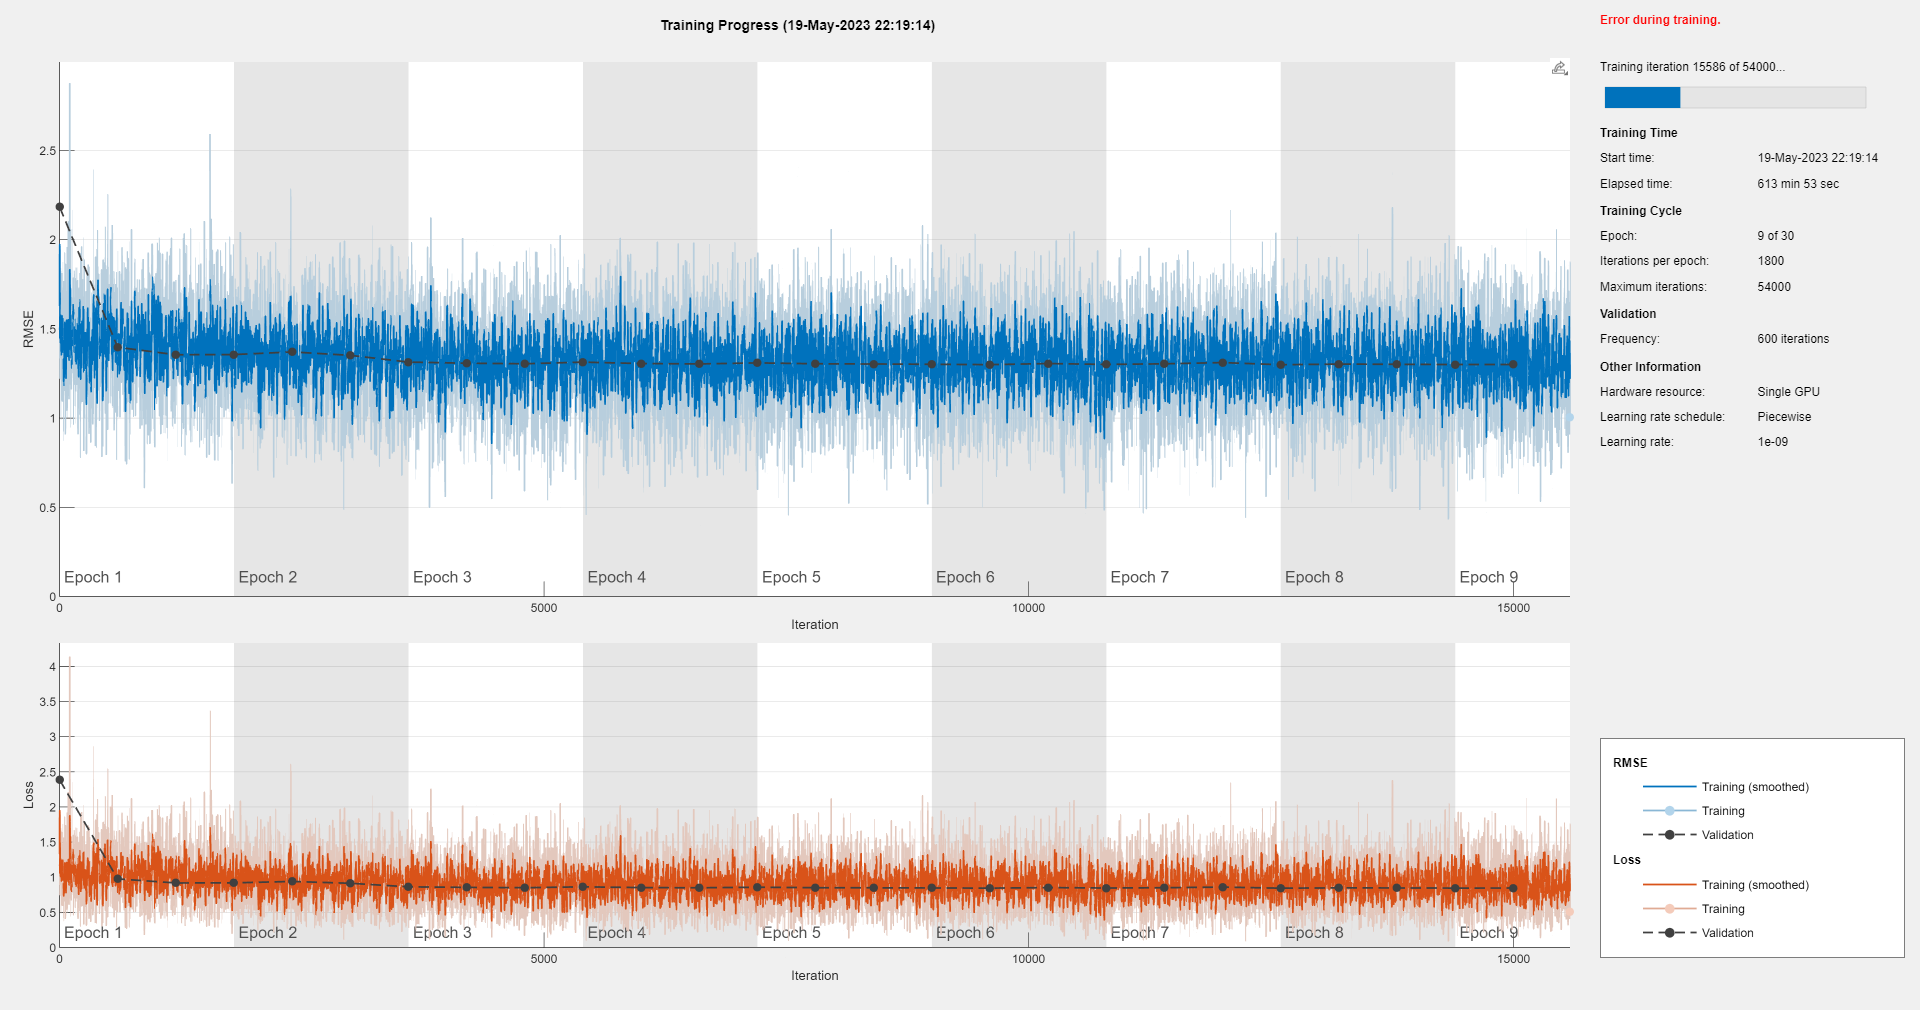 Training Progress (19-May-2023 22:19:14)
RMSE
2.5
2
1.5
1
0.5
0
Epoch 1
Epoch 2
Epoch 3
Epoch 4
Epoch 5
Epoch 6
Epoch 7
Epoch 8
Epoch 9
0
5000
10000
15000
Iteration
Loss
4
3.5
3
2.5
2
1.5
1
0.5
0
Epoch 1
Epoch 2
Epoch 3
Epoch 4
Epoch 5
Epoch 6
Epoch 7
Epoch 8
Epoch 9
0
5000
10000
15000
Iteration
Error during training.
Training iteration 15586 of 54000...
Training Time
Start time: 19-May-2023 22:19:14
Elapsed time: 613 min 53 sec
Training Cycle
Epoch: 9 of 30
Iterations per epoch: 1800
Maximum iterations: 54000
Validation
Frequency: 600 iterations
Other Information
Hardware resource: Single GPU
Learning rate schedule: Piecewise
Learning rate: 1e-09
RMSE
Training (smoothed)
Training
Validation
Loss
Training (smoothed)
Training
Validation